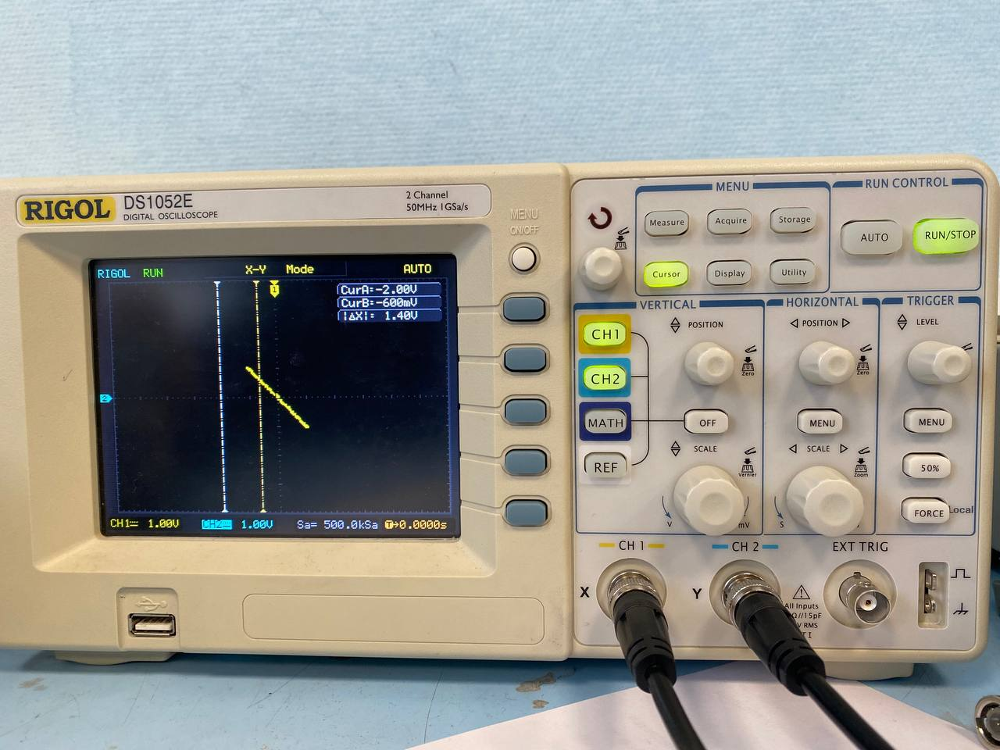 RIGOL
DS1052E
DIGITAL OSCILLOSCOPE
2 Channel
50MHz 1GSa/s
MENU
ON/OFF
RIGOL RUN X-Y Mode AUTO
1
CurA=-2.00V
CurB=-600mV
|ΔX|= 1.40V
2
CH1 1.00V CH2 1.00V Sa= 500.0kSa T→0.0000s
MENU
Measure Acquire Storage
Cursor Display Utility
RUN CONTROL
AUTO RUN/STOP
VERTICAL
CH1
CH2
MATH
REF
POSITION
Zero
OFF
SCALE
Vernier
V mV
HORIZONTAL
POSITION
Zero
MENU
SCALE
Zoom
S
TRIGGER
LEVEL
MENU
50%
FORCE Local
CH 1 CH 2 EXT TRIG
X Y
All Inputs
Ω//15pF
V RMS
T I